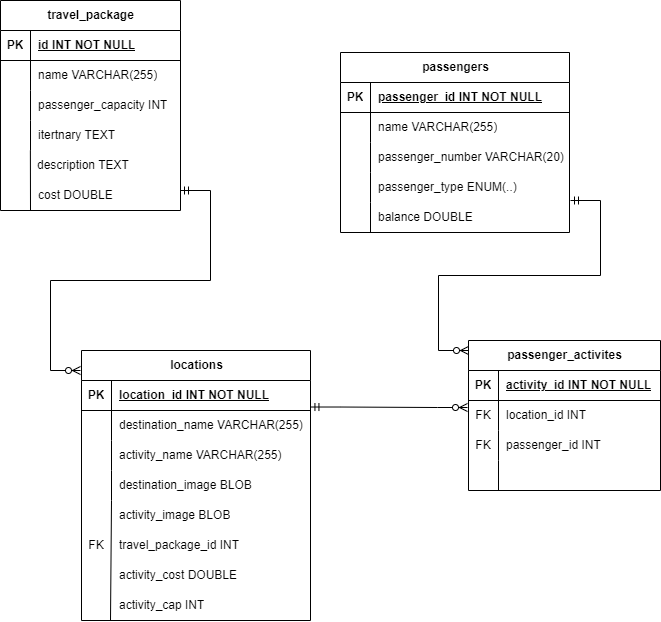 travel_package
PK id INT NOT NULL
name VARCHAR(255)
passenger_capacity INT
itertnary TEXT
description TEXT
cost DOUBLE
passengers
PK passenger_id INT NOT NULL
name VARCHAR(255)
passenger_number VARCHAR(20)
passenger_type ENUM(..)
balance DOUBLE
locations
PK location_id INT NOT NULL
destination_name VARCHAR(255)
activity_name VARCHAR(255)
destination_image BLOB
activity_image BLOB
FK travel_package_id INT
activity_cost DOUBLE
activity_cap INT
passenger_activites
PK activity_id INT NOT NULL
FK location_id INT
FK passenger_id INT